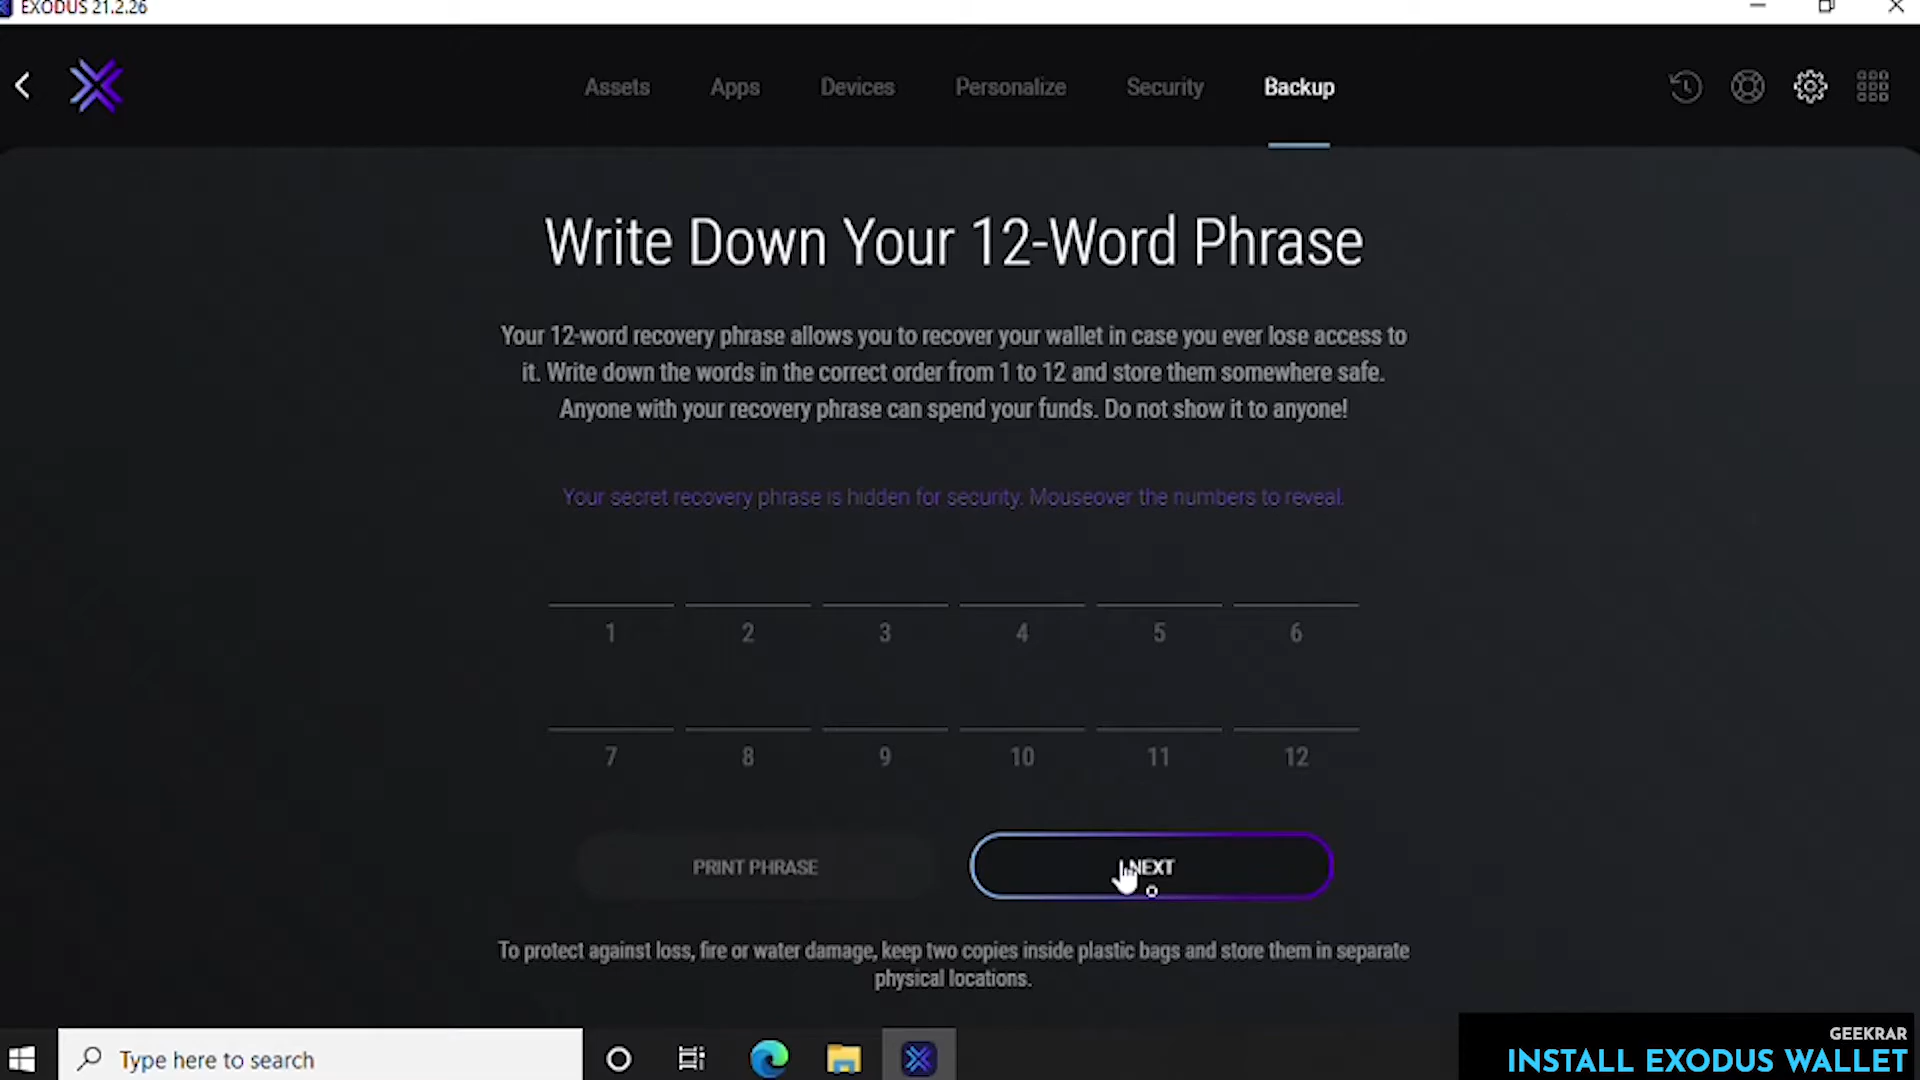 EXODUS 21.2.26
Assets Apps Devices Personalize Security Backup
Write Down Your 12-Word Phrase
Your 12-word recovery phrase allows you to recover your wallet in case you ever lose access to
it. Write down the words in the correct order from 1 to 12 and store them somewhere safe.
Anyone with your recovery phrase can spend your funds. Do not show it to anyone!
Your secret recovery phrase is hidden for security. Mouseover the numbers to reveal.
1 2 3 4 5 6
7 8 9 10 11 12
PRINT PHRASE NEXT
To protect against loss, fire or water damage, keep two copies inside plastic bags and store them in separate
physical locations.
Type here to search
GEEKRAR
INSTALL EXODUS WALLET